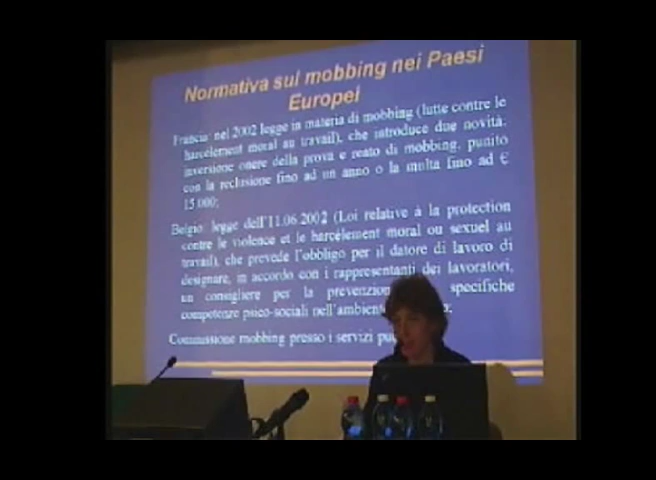 Normativa sul mobbing nei Paesi
Europei
Francia: nel 2002 legge in materia di mobbing (lutte contre le
harcèlement moral au travail), che introduce due novità:
inversione onere della prova e reato di mobbing, punito
con la reclusione fino ad un anno o la multa fino ad €
15.000;
Belgio: legge dell'11.06.2002 (Loi relative à la protection
contre le violence et le harcèlement moral ou sexuel au
travail), che prevede l'obbligo per il datore di lavoro di
designare, in accordo con i rappresentanti dei lavoratori,
un consigliere per la prevenzion specifiche
competenze psico-sociali nell'ambient o;
Commissione mobbing presso i servizi pu